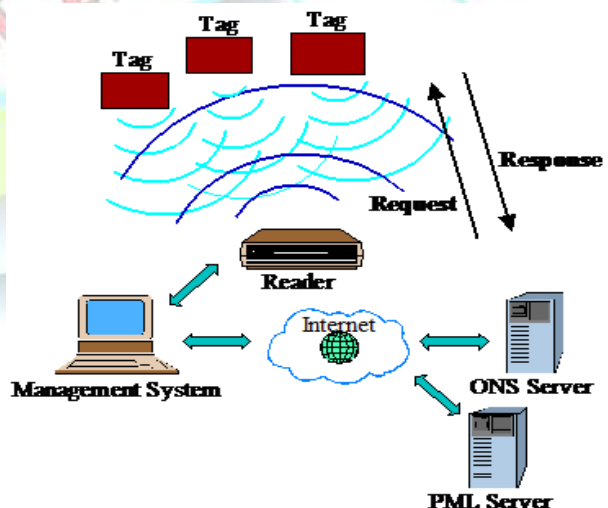 Tag
Tag
Tag
Response
Request
Reader
Internet
Management System
ONS Server
PML Server